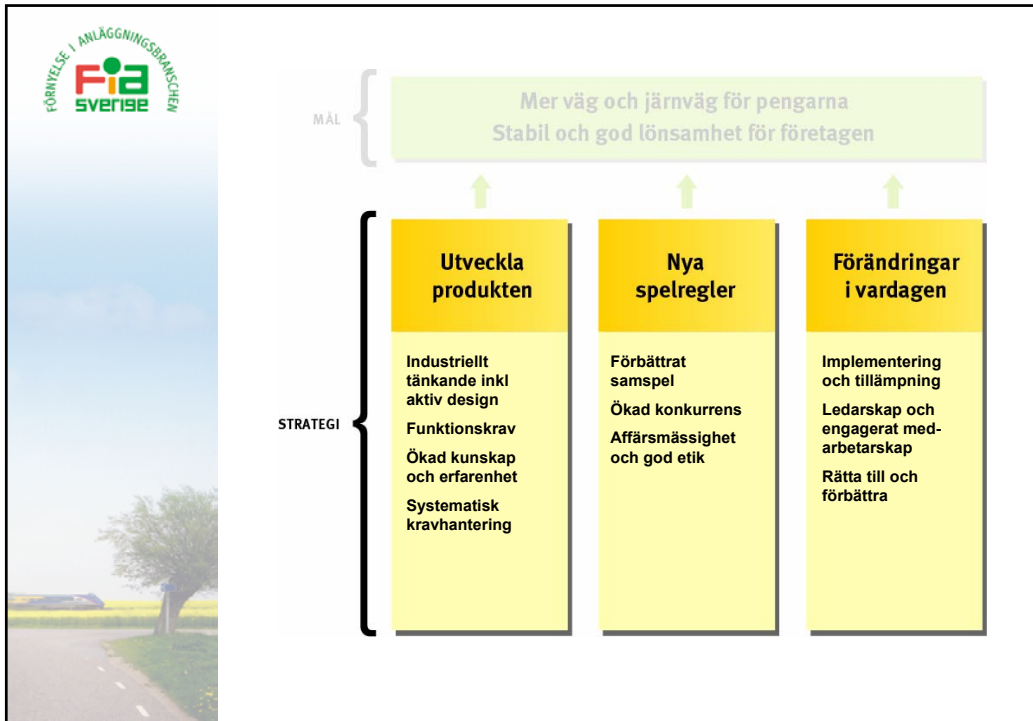 FÖRNYELSE I ANLÄGGNINGSBRANSCHEN
FIA
SVERIGE
MÅL
Mer väg och järnväg för pengarna
Stabil och god lönsamhet för företagen
STRATEGI
Utveckla
produkten
Industriellt
tänkande inkl
aktiv design
Funktionskrav
Ökad kunskap
och erfarenhet
Systematisk
kravhantering
Nya
spelregler
Förbättrat
samspel
Ökad konkurrens
Affärsmässighet
och god etik
Förändringar
i vardagen
Implementering
och tillämpning
Ledarskap och
engagerat med-
arbetarskap
Rätta till och
förbättra